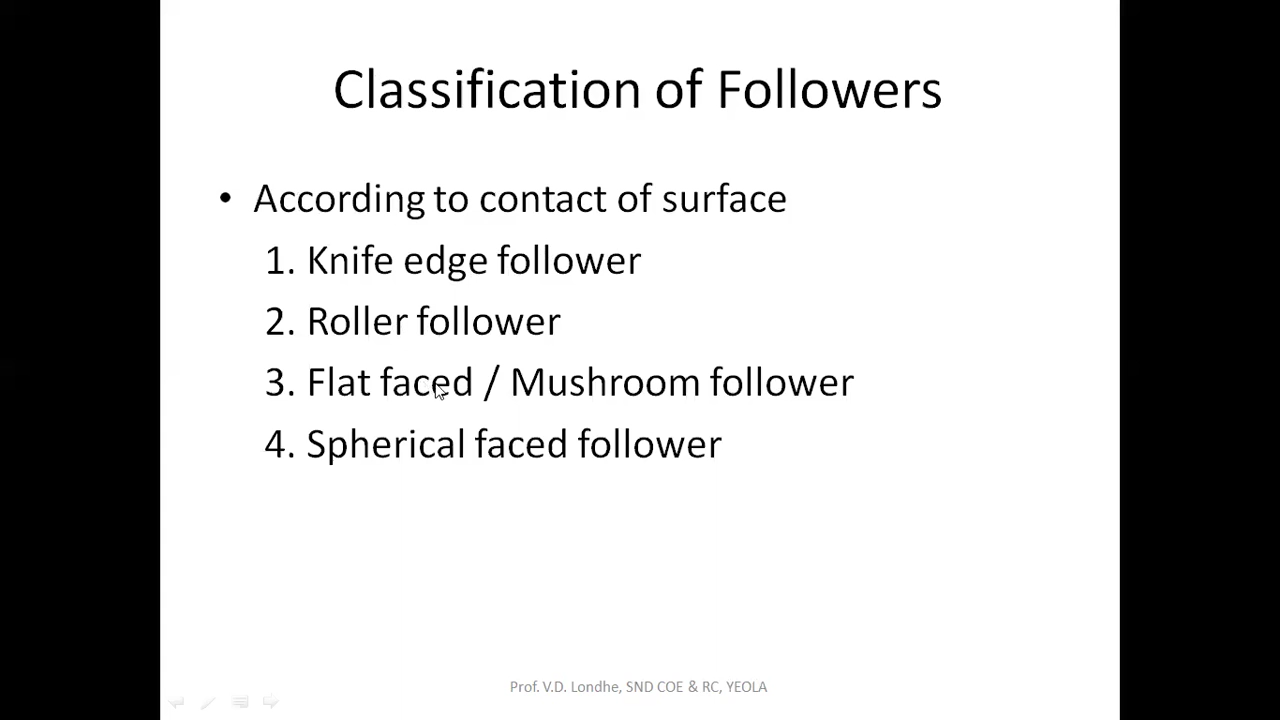 Classification of Followers
• According to contact of surface
1. Knife edge follower
2. Roller follower
3. Flat faced / Mushroom follower
4. Spherical faced follower
Prof. V.D. Londhe, SND COE & RC, YEOLA